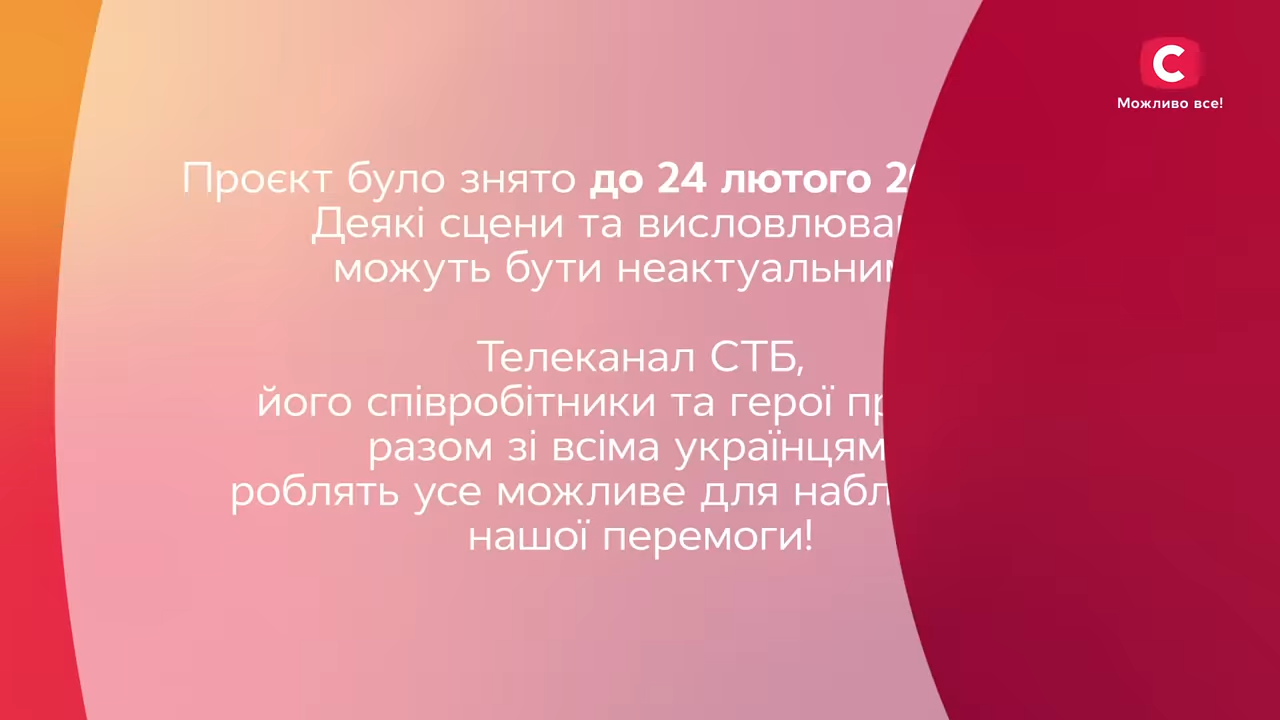 С
Можливо все!
Проєкт було знято до 24 лютого
Деякі сцени та
можуть бути
Телеканал СТБ,
його співробітники та герої
разом зі всіма
роблять усе можливе для
нашої перемоги!